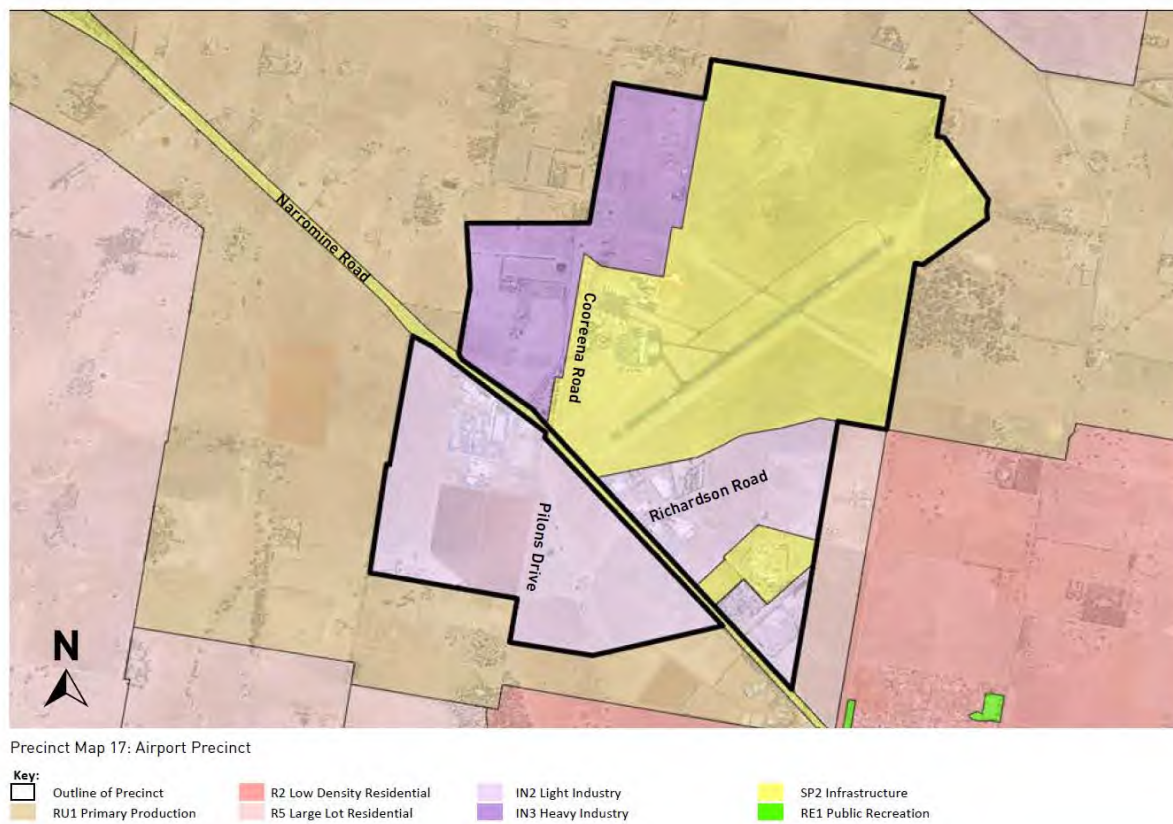 Narromine Road
Cooreena Road
Richardson Road
Pilons Drive
N
Precinct Map 17: Airport Precinct
Key:
Outline of Precinct
R2 Low Density Residential
IN2 Light Industry
SP2 Infrastructure
RU1 Primary Production
R5 Large Lot Residential
IN3 Heavy Industry
RE1 Public Recreation